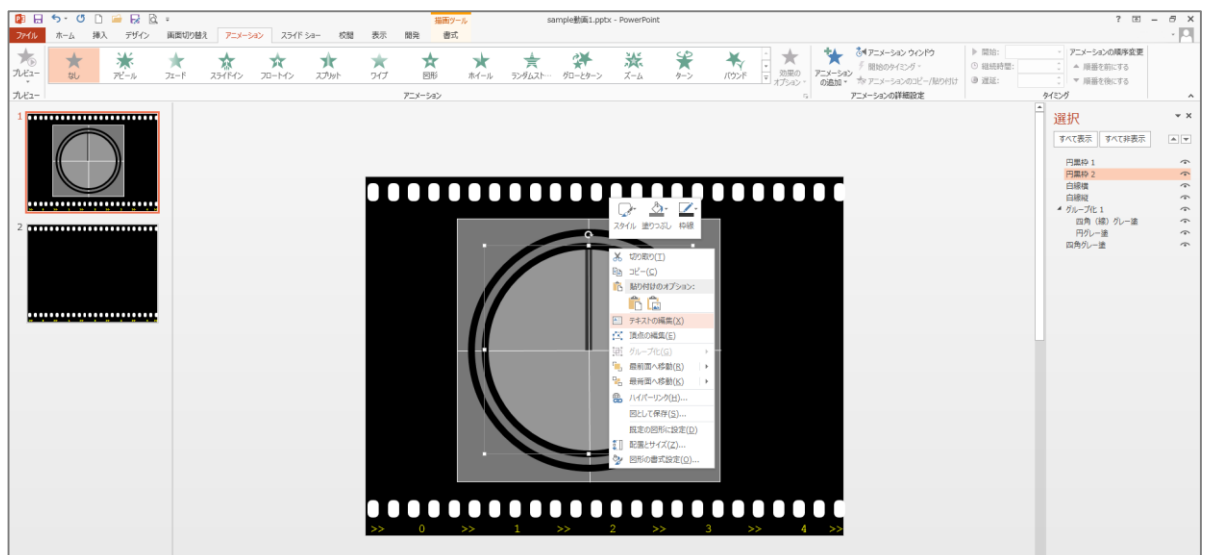 描画ツール
sample動画1.pptx - PowerPoint
ファイル ホーム 挿入 デザイン 画面切り替え アニメーション スライド ショー 校閲 表示 開発 書式
プレビュー なし アピール フェード スライドイン フロートイン スプリット ワイプ 図形 ホイール ランダムスト… グローとターン ズーム ターン バウンド 効果のオプション
アニメーションの追加 アニメーション ウィンドウ 開始: アニメーションの順序変更
開始のタイミング 継続時間: 順番を前にする
アニメーションのコピー/貼り付け 遅延: 順番を後にする
プレビュー アニメーション アニメーションの詳細設定 タイミング
1
2
スタイル 塗りつぶし 枠線
切り取り(T)
コピー(C)
貼り付けのオプション:
テキストの編集(X)
頂点の編集(E)
グループ化(G)
最前面へ移動(R)
最背面へ移動(K)
ハイパーリンク(H)...
図として保存(S)...
既定の図形に設定(D)
配置とサイズ(Z)...
図形の書式設定(O)...
>> 0 >> 1 >> 2 >> 3 >> 4 >>
選択
すべて表示 すべて非表示
円黒枠 1
円黒枠 2
白線横
白線縦
グループ化 1
四角（線）グレー塗
円グレー塗
四角グレー塗